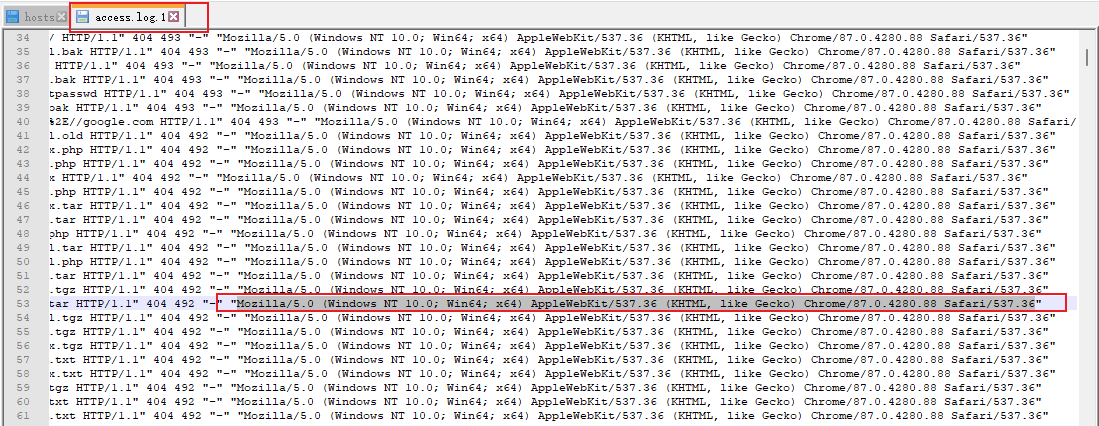 hosts access.log.1
34 / HTTP/1.1" 404 493 "-" "Mozilla/5.0 (Windows NT 10.0; Win64; x64) AppleWebKit/537.36 (KHTML, like Gecko) Chrome/87.0.4280.88 Safari/537.36"
35 l.bak HTTP/1.1" 404 493 "-" "Mozilla/5.0 (Windows NT 10.0; Win64; x64) AppleWebKit/537.36 (KHTML, like Gecko) Chrome/87.0.4280.88 Safari/537.36"
36 HTTP/1.1" 404 493 "-" "Mozilla/5.0 (Windows NT 10.0; Win64; x64) AppleWebKit/537.36 (KHTML, like Gecko) Chrome/87.0.4280.88 Safari/537.36"
37 .bak HTTP/1.1" 404 493 "-" "Mozilla/5.0 (Windows NT 10.0; Win64; x64) AppleWebKit/537.36 (KHTML, like Gecko) Chrome/87.0.4280.88 Safari/537.36"
38 tpasswd HTTP/1.1" 404 493 "-" "Mozilla/5.0 (Windows NT 10.0; Win64; x64) AppleWebKit/537.36 (KHTML, like Gecko) Chrome/87.0.4280.88 Safari/537.36"
39 bak HTTP/1.1" 404 493 "-" "Mozilla/5.0 (Windows NT 10.0; Win64; x64) AppleWebKit/537.36 (KHTML, like Gecko) Chrome/87.0.4280.88 Safari/537.36"
40 %2E//google.com HTTP/1.1" 404 493 "-" "Mozilla/5.0 (Windows NT 10.0; Win64; x64) AppleWebKit/537.36 (KHTML, like Gecko) Chrome/87.0.4280.88 Safari/
41 l.old HTTP/1.1" 404 492 "-" "Mozilla/5.0 (Windows NT 10.0; Win64; x64) AppleWebKit/537.36 (KHTML, like Gecko) Chrome/87.0.4280.88 Safari/537.36"
42 x.php HTTP/1.1" 404 492 "-" "Mozilla/5.0 (Windows NT 10.0; Win64; x64) AppleWebKit/537.36 (KHTML, like Gecko) Chrome/87.0.4280.88 Safari/537.36"
43 l.php HTTP/1.1" 404 492 "-" "Mozilla/5.0 (Windows NT 10.0; Win64; x64) AppleWebKit/537.36 (KHTML, like Gecko) Chrome/87.0.4280.88 Safari/537.36"
44 x HTTP/1.1" 404 492 "-" "Mozilla/5.0 (Windows NT 10.0; Win64; x64) AppleWebKit/537.36 (KHTML, like Gecko) Chrome/87.0.4280.88 Safari/537.36"
45 .php HTTP/1.1" 404 492 "-" "Mozilla/5.0 (Windows NT 10.0; Win64; x64) AppleWebKit/537.36 (KHTML, like Gecko) Chrome/87.0.4280.88 Safari/537.36"
46 x.tar HTTP/1.1" 404 492 "-" "Mozilla/5.0 (Windows NT 10.0; Win64; x64) AppleWebKit/537.36 (KHTML, like Gecko) Chrome/87.0.4280.88 Safari/537.36"
47 .tar HTTP/1.1" 404 492 "-" "Mozilla/5.0 (Windows NT 10.0; Win64; x64) AppleWebKit/537.36 (KHTML, like Gecko) Chrome/87.0.4280.88 Safari/537.36"
48 php HTTP/1.1" 404 492 "-" "Mozilla/5.0 (Windows NT 10.0; Win64; x64) AppleWebKit/537.36 (KHTML, like Gecko) Chrome/87.0.4280.88 Safari/537.36"
49 l.tar HTTP/1.1" 404 492 "-" "Mozilla/5.0 (Windows NT 10.0; Win64; x64) AppleWebKit/537.36 (KHTML, like Gecko) Chrome/87.0.4280.88 Safari/537.36"
50 l.php HTTP/1.1" 404 492 "-" "Mozilla/5.0 (Windows NT 10.0; Win64; x64) AppleWebKit/537.36 (KHTML, like Gecko) Chrome/87.0.4280.88 Safari/537.36"
51 .tar HTTP/1.1" 404 492 "-" "Mozilla/5.0 (Windows NT 10.0; Win64; x64) AppleWebKit/537.36 (KHTML, like Gecko) Chrome/87.0.4280.88 Safari/537.36"
52 .tgz HTTP/1.1" 404 492 "-" "Mozilla/5.0 (Windows NT 10.0; Win64; x64) AppleWebKit/537.36 (KHTML, like Gecko) Chrome/87.0.4280.88 Safari/537.36"
53 tar HTTP/1.1" 404 492 "-" "Mozilla/5.0 (Windows NT 10.0; Win64; x64) AppleWebKit/537.36 (KHTML, like Gecko) Chrome/87.0.4280.88 Safari/537.36"
54 l.tgz HTTP/1.1" 404 492 "-" "Mozilla/5.0 (Windows NT 10.0; Win64; x64) AppleWebKit/537.36 (KHTML, like Gecko) Chrome/87.0.4280.88 Safari/537.36"
55 .tgz HTTP/1.1" 404 492 "-" "Mozilla/5.0 (Windows NT 10.0; Win64; x64) AppleWebKit/537.36 (KHTML, like Gecko) Chrome/87.0.4280.88 Safari/537.36"
56 x.tgz HTTP/1.1" 404 492 "-" "Mozilla/5.0 (Windows NT 10.0; Win64; x64) AppleWebKit/537.36 (KHTML, like Gecko) Chrome/87.0.4280.88 Safari/537.36"
57 l.txt HTTP/1.1" 404 492 "-" "Mozilla/5.0 (Windows NT 10.0; Win64; x64) AppleWebKit/537.36 (KHTML, like Gecko) Chrome/87.0.4280.88 Safari/537.36"
58 x.txt HTTP/1.1" 404 492 "-" "Mozilla/5.0 (Windows NT 10.0; Win64; x64) AppleWebKit/537.36 (KHTML, like Gecko) Chrome/87.0.4280.88 Safari/537.36"
59 tgz HTTP/1.1" 404 492 "-" "Mozilla/5.0 (Windows NT 10.0; Win64; x64) AppleWebKit/537.36 (KHTML, like Gecko) Chrome/87.0.4280.88 Safari/537.36"
60 txt HTTP/1.1" 404 492 "-" "Mozilla/5.0 (Windows NT 10.0; Win64; x64) AppleWebKit/537.36 (KHTML, like Gecko) Chrome/87.0.4280.88 Safari/537.36"
61 .txt HTTP/1.1" 404 492 "-" "Mozilla/5.0 (Windows NT 10.0; Win64; x64) AppleWebKit/537.36 (KHTML, like Gecko) Chrome/87.0.4280.88 Safari/537.36"